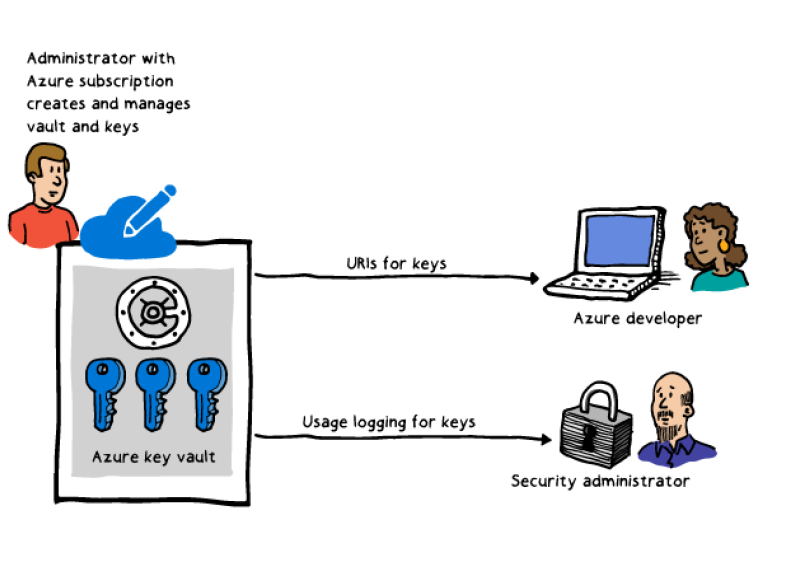 Administrator with
Azure subscription
creates and manages
vault and keys
URIs for keys
Azure developer
Usage logging for keys
Azure key vault
Security administrator